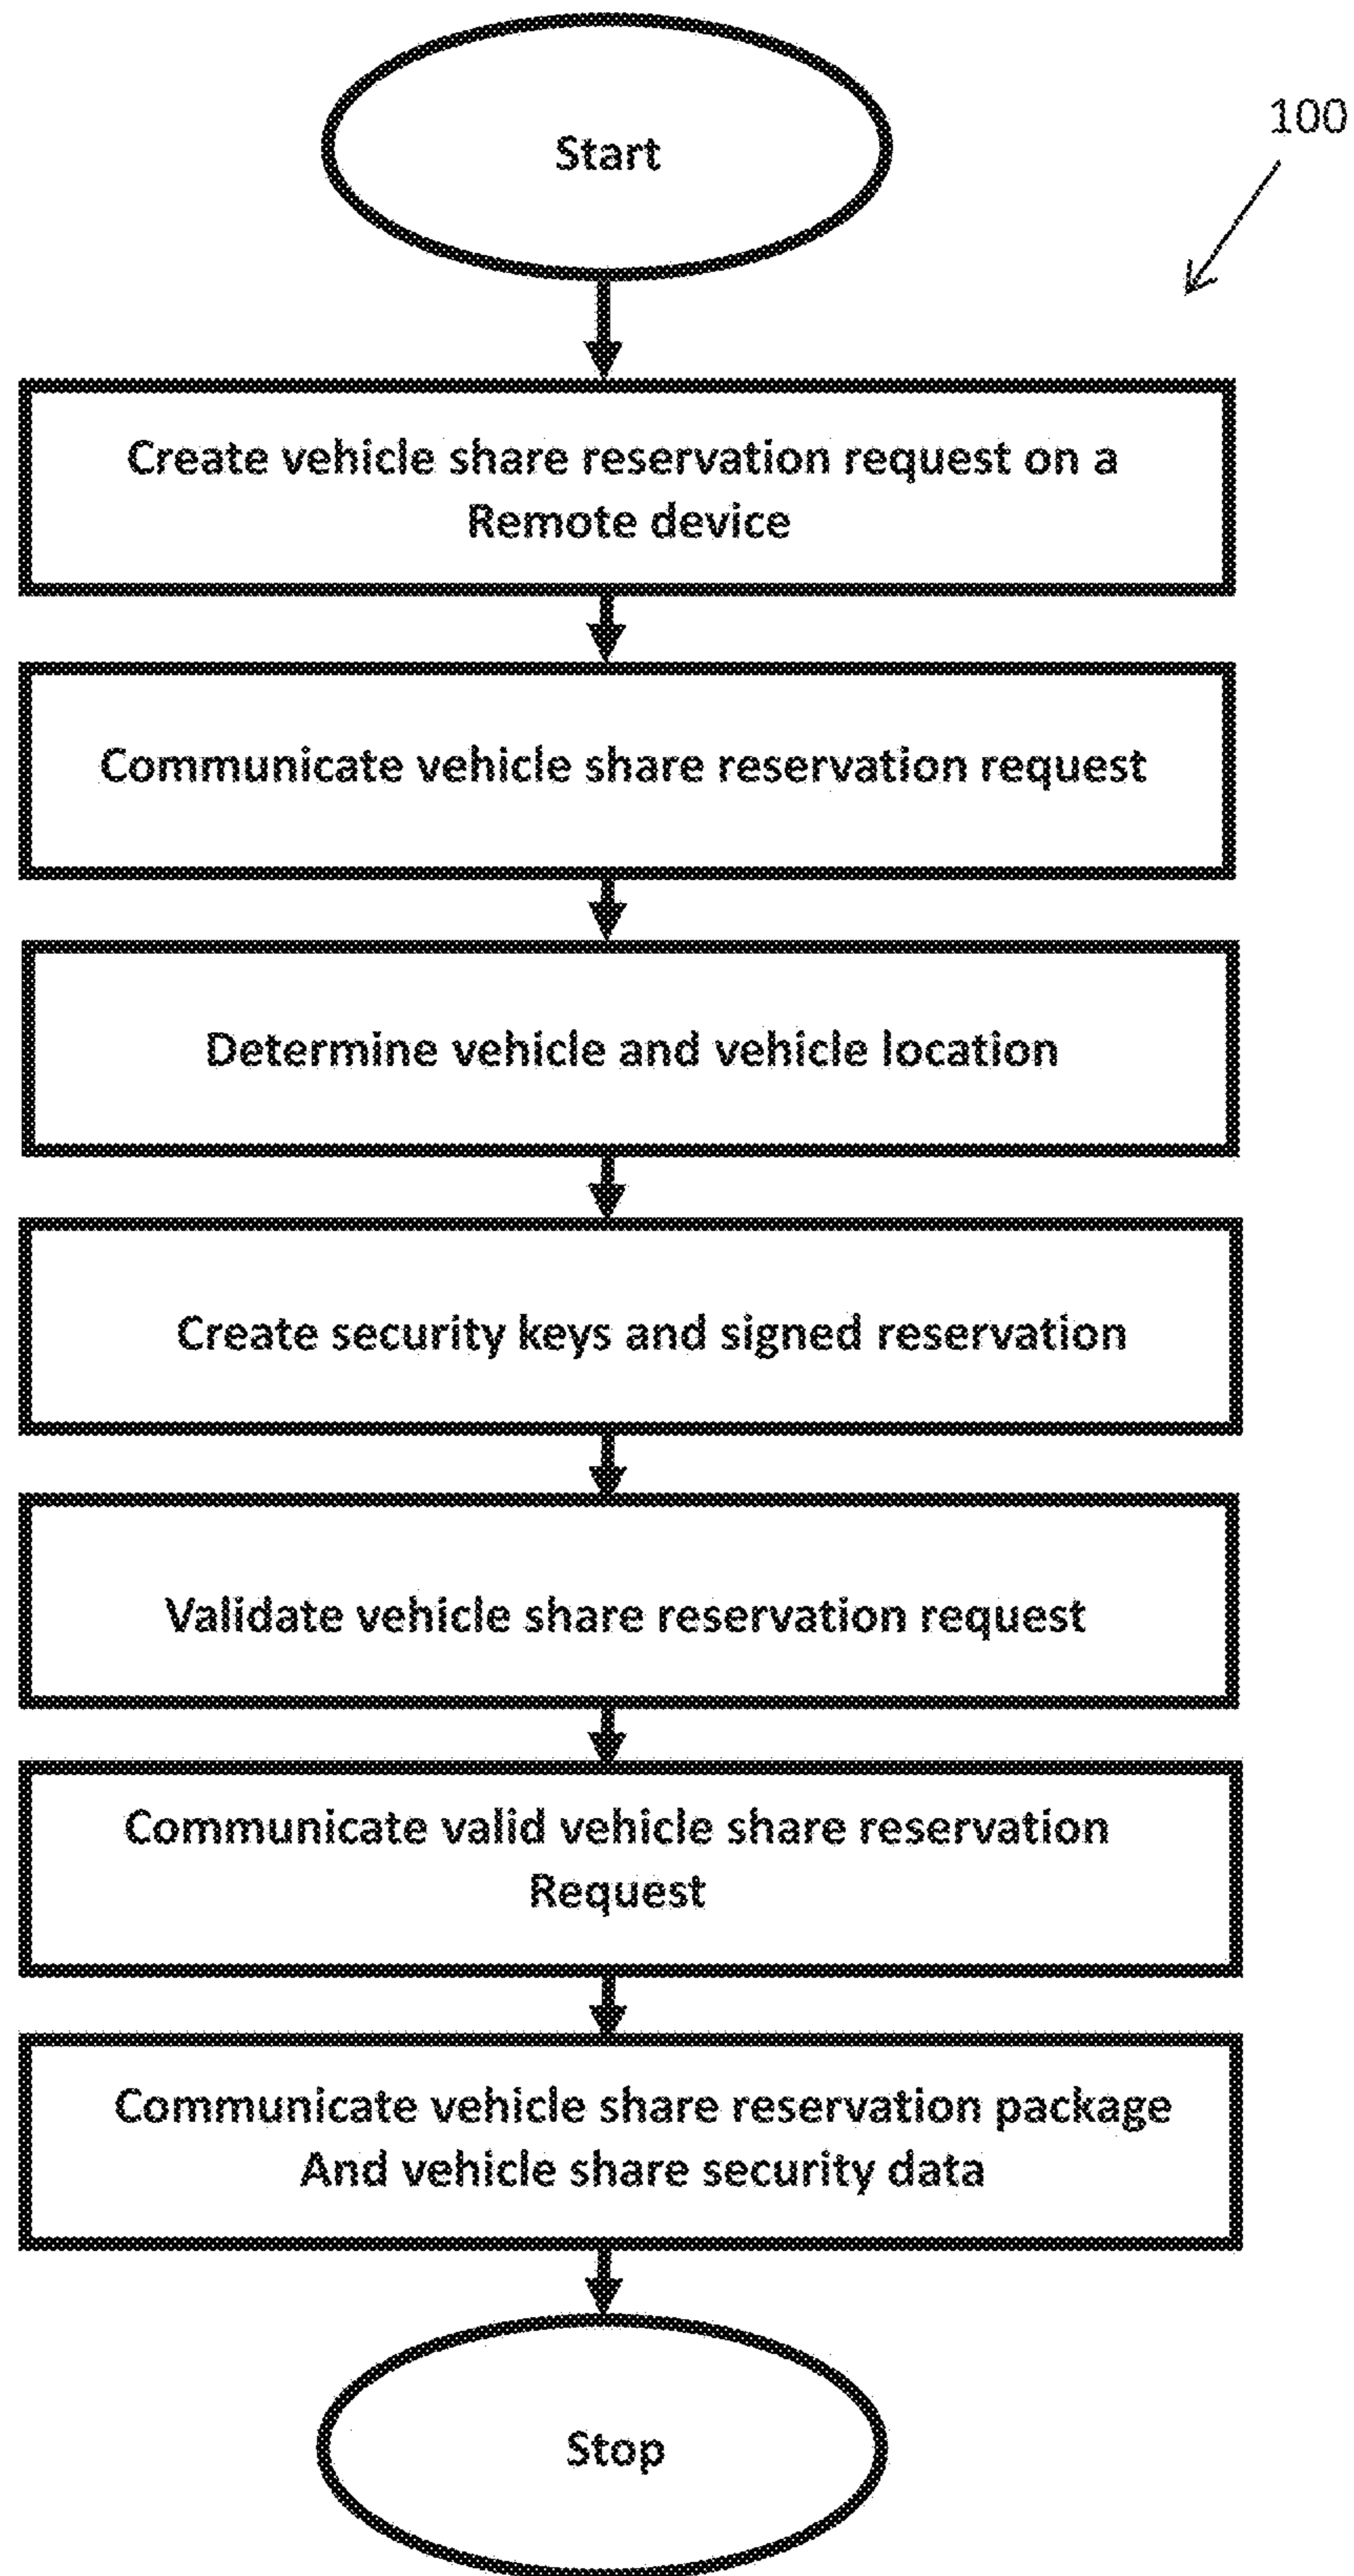 Start
100
Create vehicle share reservation request on a
Remote device
Communicate vehicle share reservation request
Determine vehicle and vehicle location
Create security keys and signed reservation
Validate vehicle share reservation request
Communicate valid vehicle share reservation
Request
Communicate vehicle share reservation package
And vehicle share security data
Stop